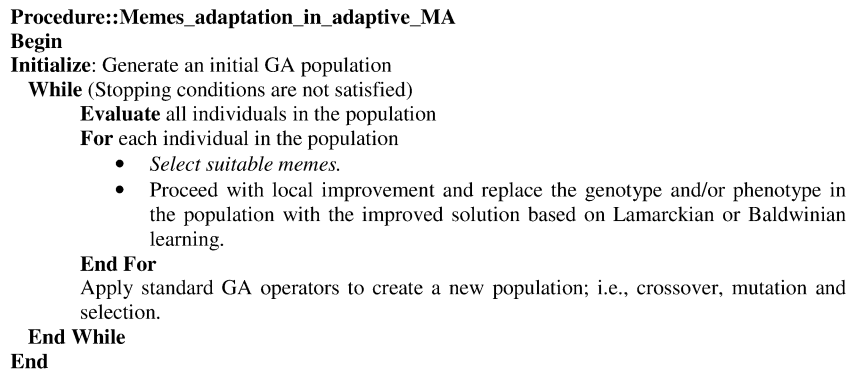 Procedure::Memes_adaptation_in_adaptive_MA
Begin
Initialize: Generate an initial GA population
While (Stopping conditions are not satisfied)
Evaluate all individuals in the population
For each individual in the population
• Select suitable memes.
• Proceed with local improvement and replace the genotype and/or phenotype in
the population with the improved solution based on Lamarckian or Baldwinian
learning.
End For
Apply standard GA operators to create a new population; i.e., crossover, mutation and
selection.
End While
End